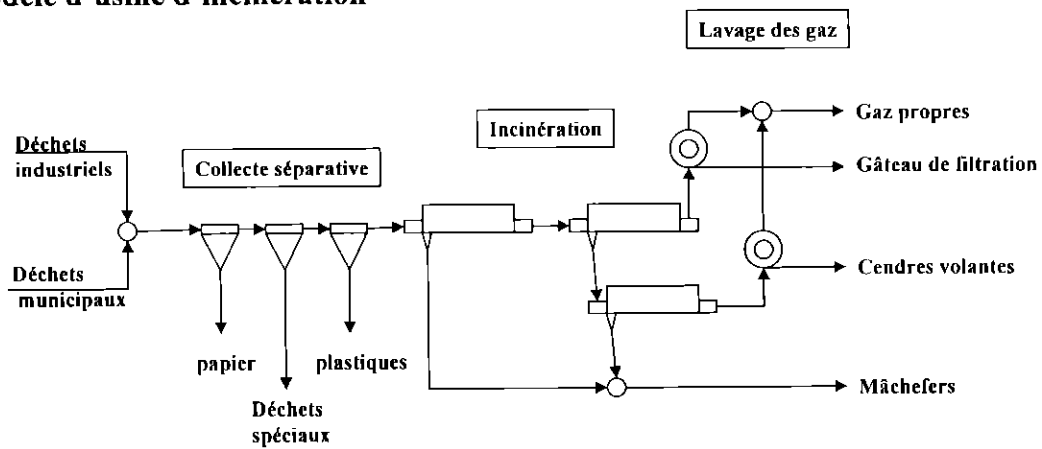 Lavage des gaz
Gaz propres
Incinération
Déchets
industriels
Collecte séparative
Gâteau de filtration
Déchets
municipaux
Cendres volantes
papier
plastiques
Mâchefers
Déchets
spéciaux